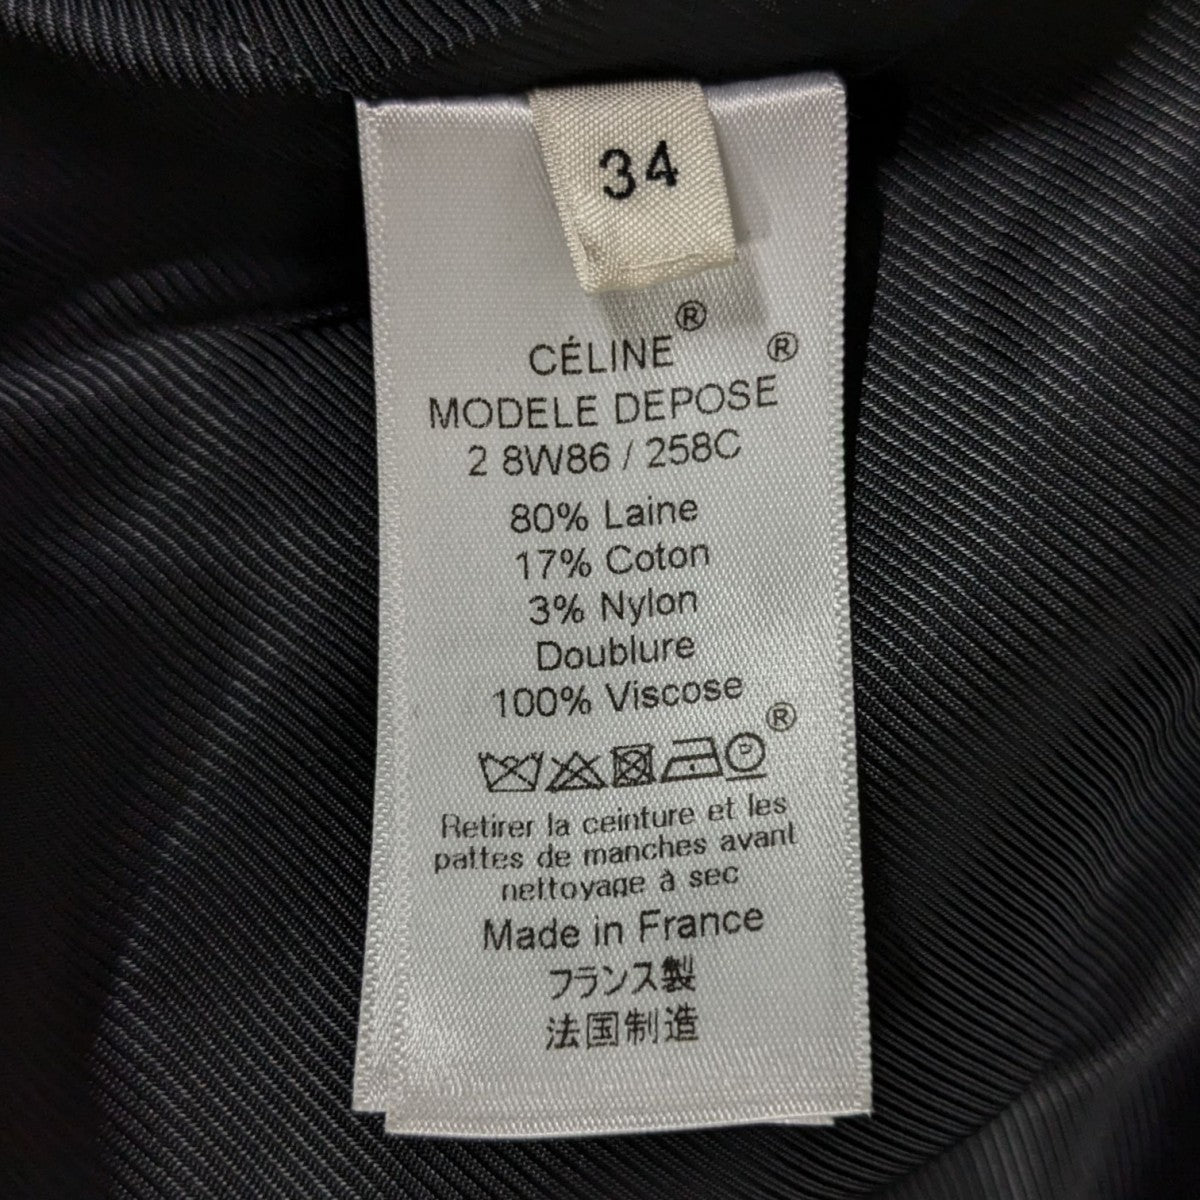 34
CÉLINE®
MODELE DEPOSE®
2 8W86 / 258C
80% Laine
17% Coton
3% Nylon
Doublure
100% Viscose
P ®
Retirer la ceinture et les
pattes de manches avant
nettoyage à sec
Made in France
フランス製
法国制造